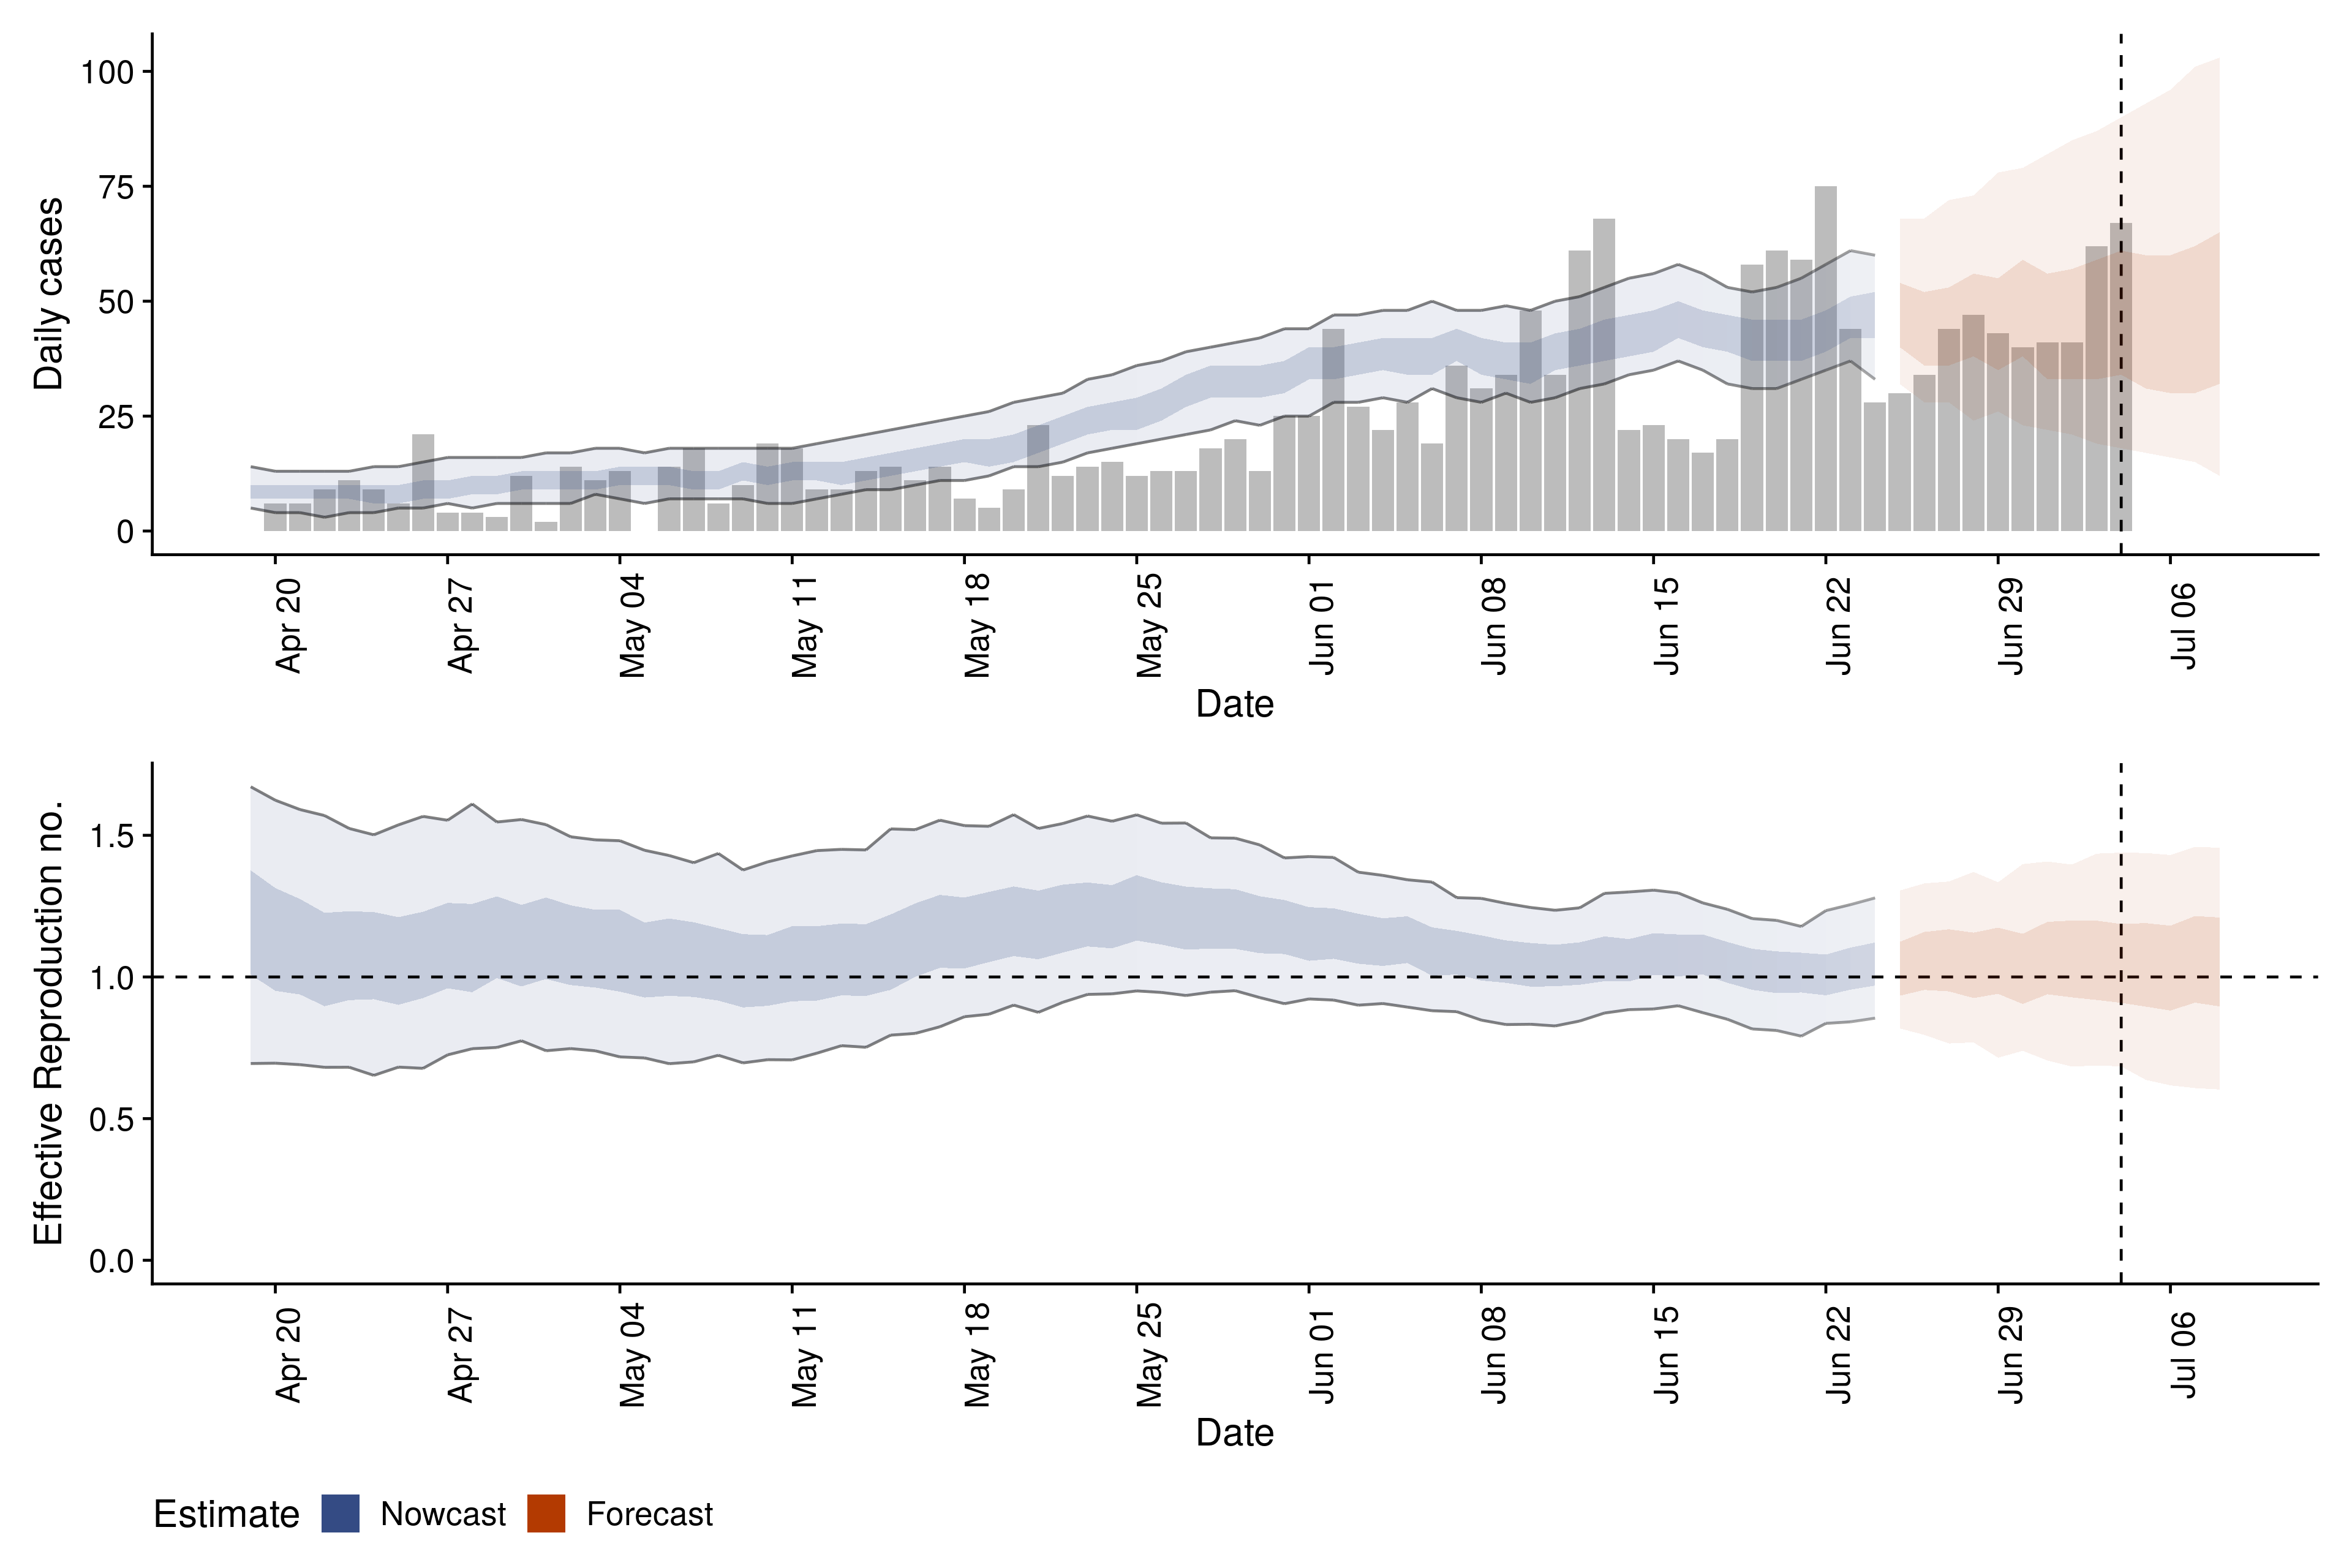 Daily cases
100
75
50
25
0
Apr 20
Apr 27
May 04
May 11
May 18
May 25
Jun 01
Jun 08
Jun 15
Jun 22
Jun 29
Jul 06
Date
Effective Reproduction no.
1.5
1.0
0.5
0.0
Apr 20
Apr 27
May 04
May 11
May 18
May 25
Jun 01
Jun 08
Jun 15
Jun 22
Jun 29
Jul 06
Date
Estimate Nowcast Forecast